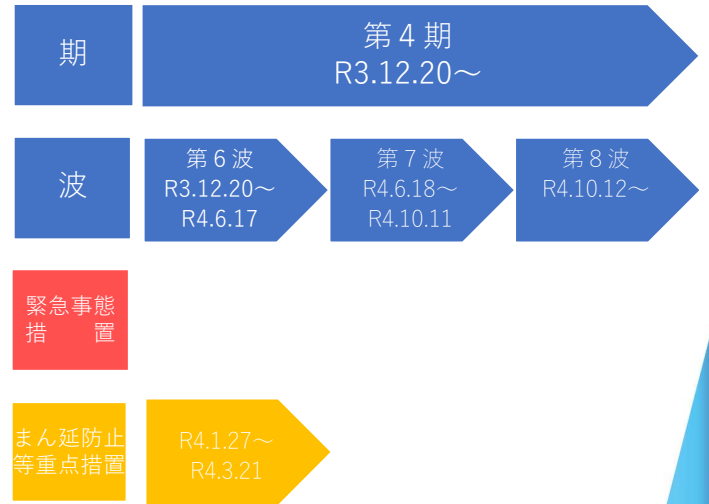 期
第４期
R3.12.20～
波
第６波
R3.12.20～
R4.6.17
第７波
R4.6.18～
R4.10.11
第８波
R4.10.12～
緊急事態
措　　置
まん延防止
等重点措置
R4.1.27～
R4.3.21